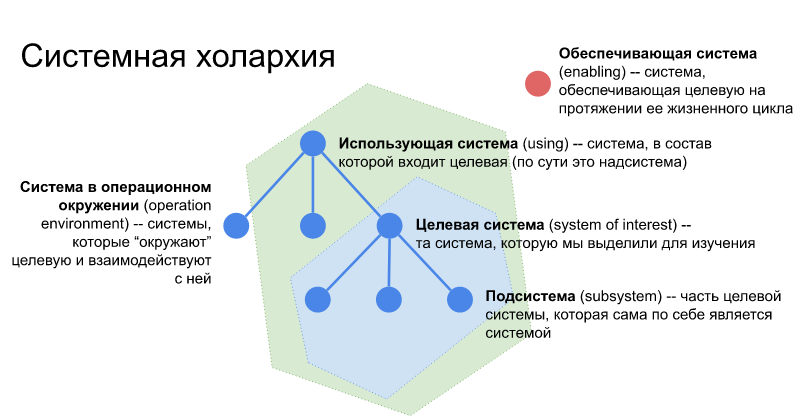 Системная холархия
Обеспечивающая система
(enabling) -- система,
обеспечивающая целевую на
протяжении ее жизненного цикла
Использующая система (using) -- система, в состав
которой входит целевая (по сути это надсистема)
Система в операционном
окружении (operation
environment) -- системы,
которые “окружают”
целевую и взаимодействуют
с ней
Целевая система (system of interest) --
та система, которую мы выделили для изучения
Подсистема (subsystem) -- часть целевой
системы, которая сама по себе является
системой